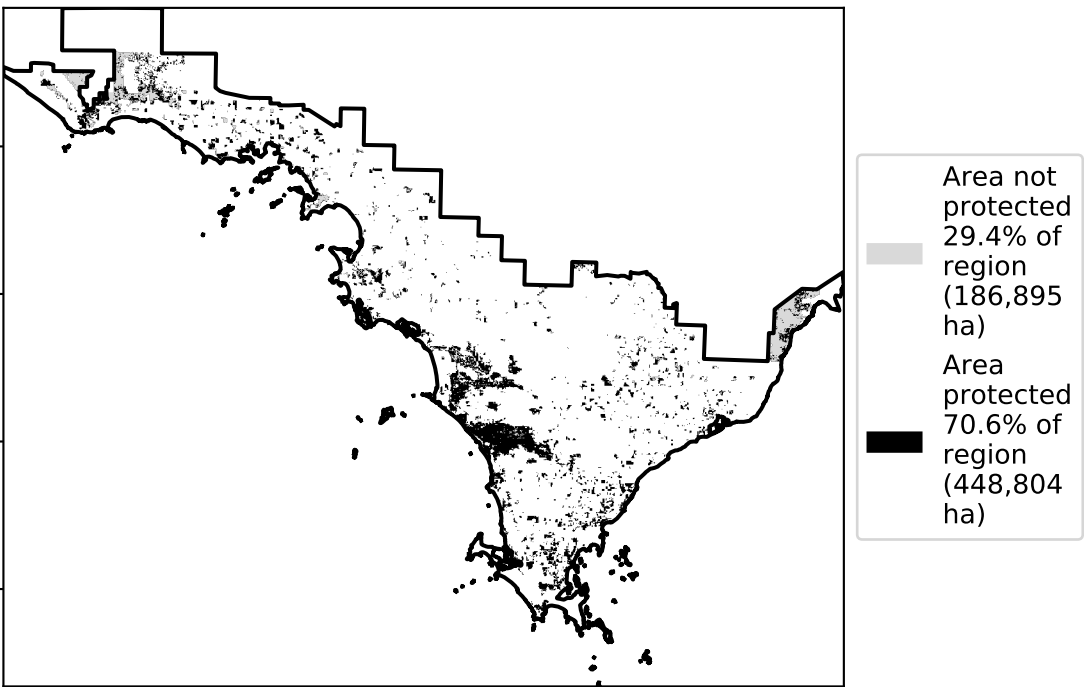 Area not
protected
29.4% of
region
(186,895
ha)
Area
protected
70.6% of
region
(448,804
ha)